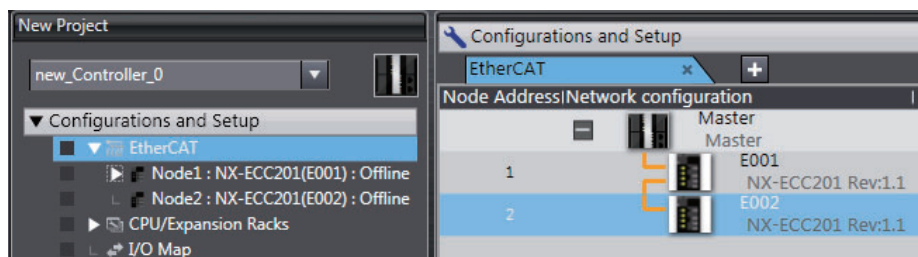 New Project
new_Controller_0
Configurations and Setup
EtherCAT
Node1 : NX-ECC201(E001) : Offline
Node2 : NX-ECC201(E002) : Offline
CPU/Expansion Racks
I/O Map
Configurations and Setup
EtherCAT
Node Address|Network configuration
Master
Master
1
E001
NX-ECC201 Rev:1.1
2
E002
NX-ECC201 Rev:1.1